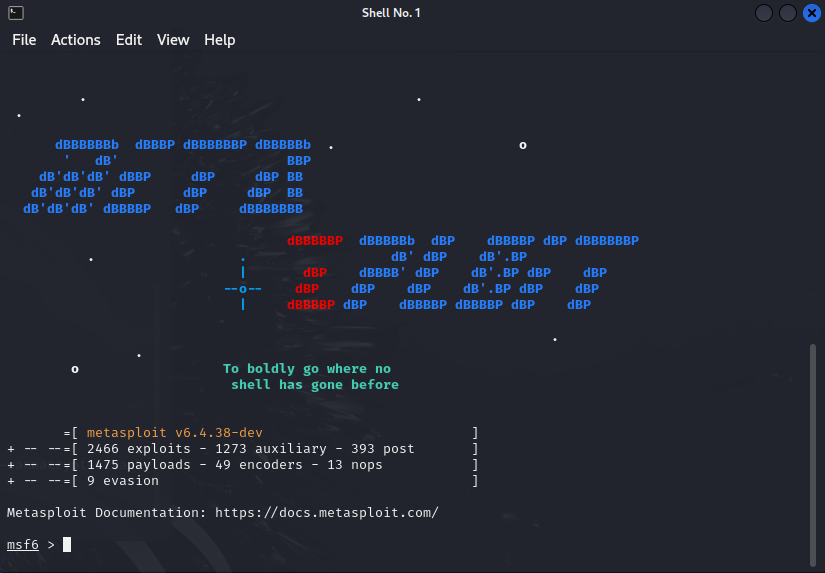 Shell No. 1
File Actions Edit View Help
dBBBBBBb  dBBBP dBBBBBBP dBBBBBb  .                       o
'   dB'                     BBP
dB'dB'dB' dBBP     dBP     dBP BB
dB'dB'dB' dBP      dBP     dBP  BB
dB'dB'dB' dBBBBP   dBP     dBBBBBBB
dBBBBBP  dBBBBBb  dBP    dBBBBP dBP dBBBBBBP
.                  dB' dBP    dB'.BP
|       dBP    dBBBB' dBP    dB'.BP dBP    dBP
--o--    dBP    dBP    dBP    dB'.BP dBP    dBP
|     dBBBBP dBP    dBBBBP dBBBBP dBP    dBP
o                  To boldly go where no
shell has gone before
=[ metasploit v6.4.38-dev                          ]
+ -- --=[ 2466 exploits - 1273 auxiliary - 393 post       ]
+ -- --=[ 1475 payloads - 49 encoders - 13 nops           ]
+ -- --=[ 9 evasion                                       ]
Metasploit Documentation: https://docs.metasploit.com/
msf6 >